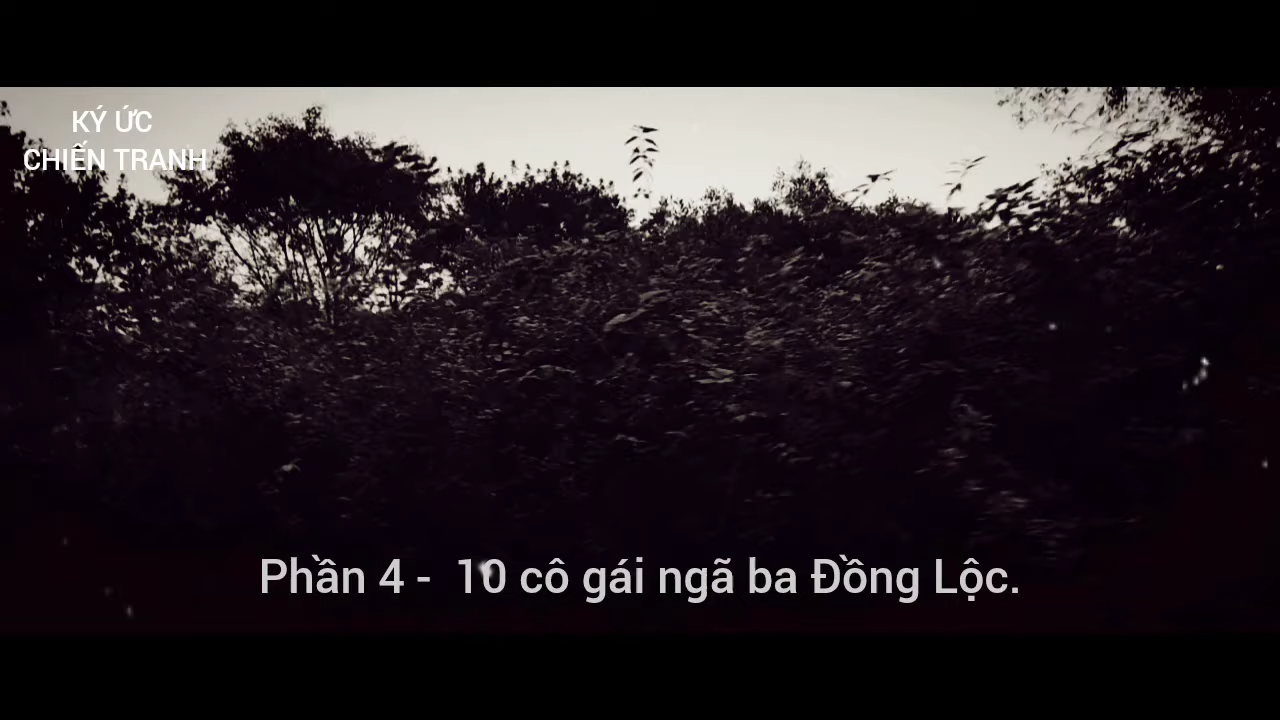 KÝ ỨC
CHIẾN TRANH
Phần 4 - 10 cô gái ngã ba Đồng Lộc.